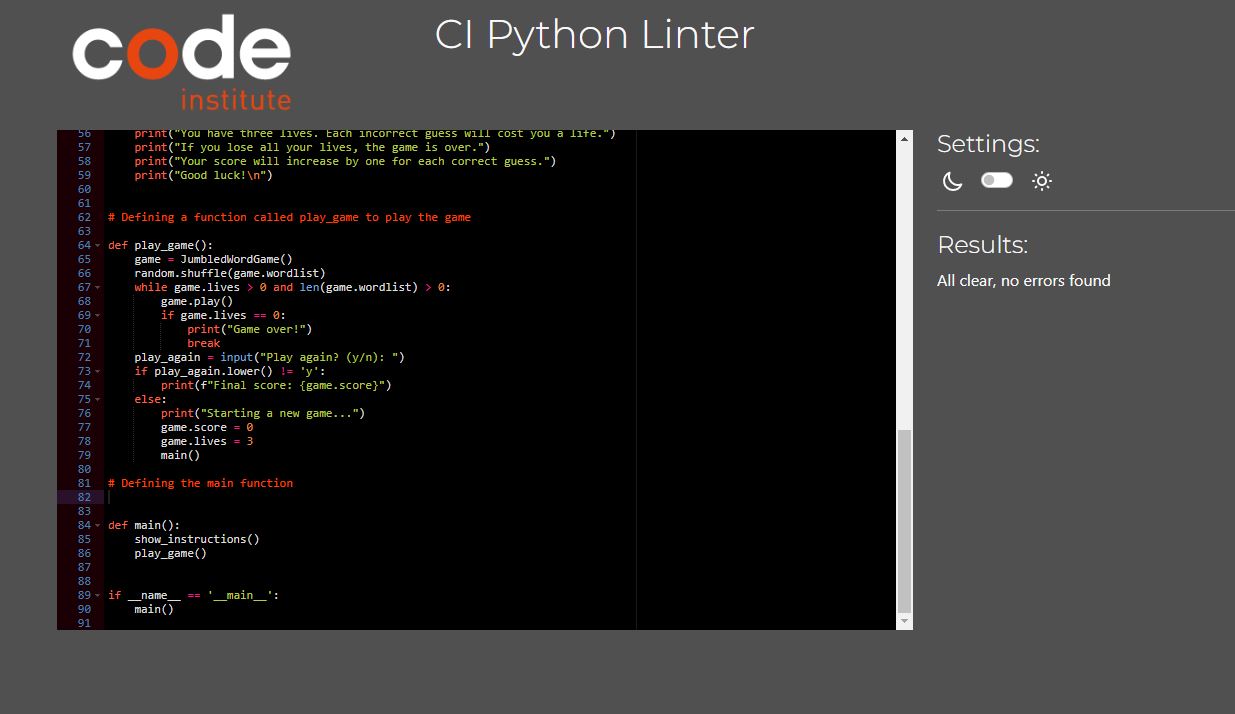 code
institute
CI Python Linter
56 print("You have three lives. Each incorrect guess will cost you a life.")
57 print("If you lose all your lives, the game is over.")
58 print("Your score will increase by one for each correct guess.")
59 print("Good luck!\n")
60
61
62 # Defining a function called play_game to play the game
63
64 def play_game():
65 game = JumbledWordGame()
66 random.shuffle(game.wordlist)
67 while game.lives > 0 and len(game.wordlist) > 0:
68 game.play()
69 if game.lives == 0:
70 print("Game over!")
71 break
72 play_again = input("Play again? (y/n): ")
73 if play_again.lower() != 'y':
74 print(f"Final score: {game.score}")
75 else:
76 print("Starting a new game...")
77 game.score = 0
78 game.lives = 3
79 main()
80
81 # Defining the main function
82
83
84 def main():
85 show_instructions()
86 play_game()
87
88
89 if __name__ == '__main__':
90 main()
91
Settings:
Results:
All clear, no errors found